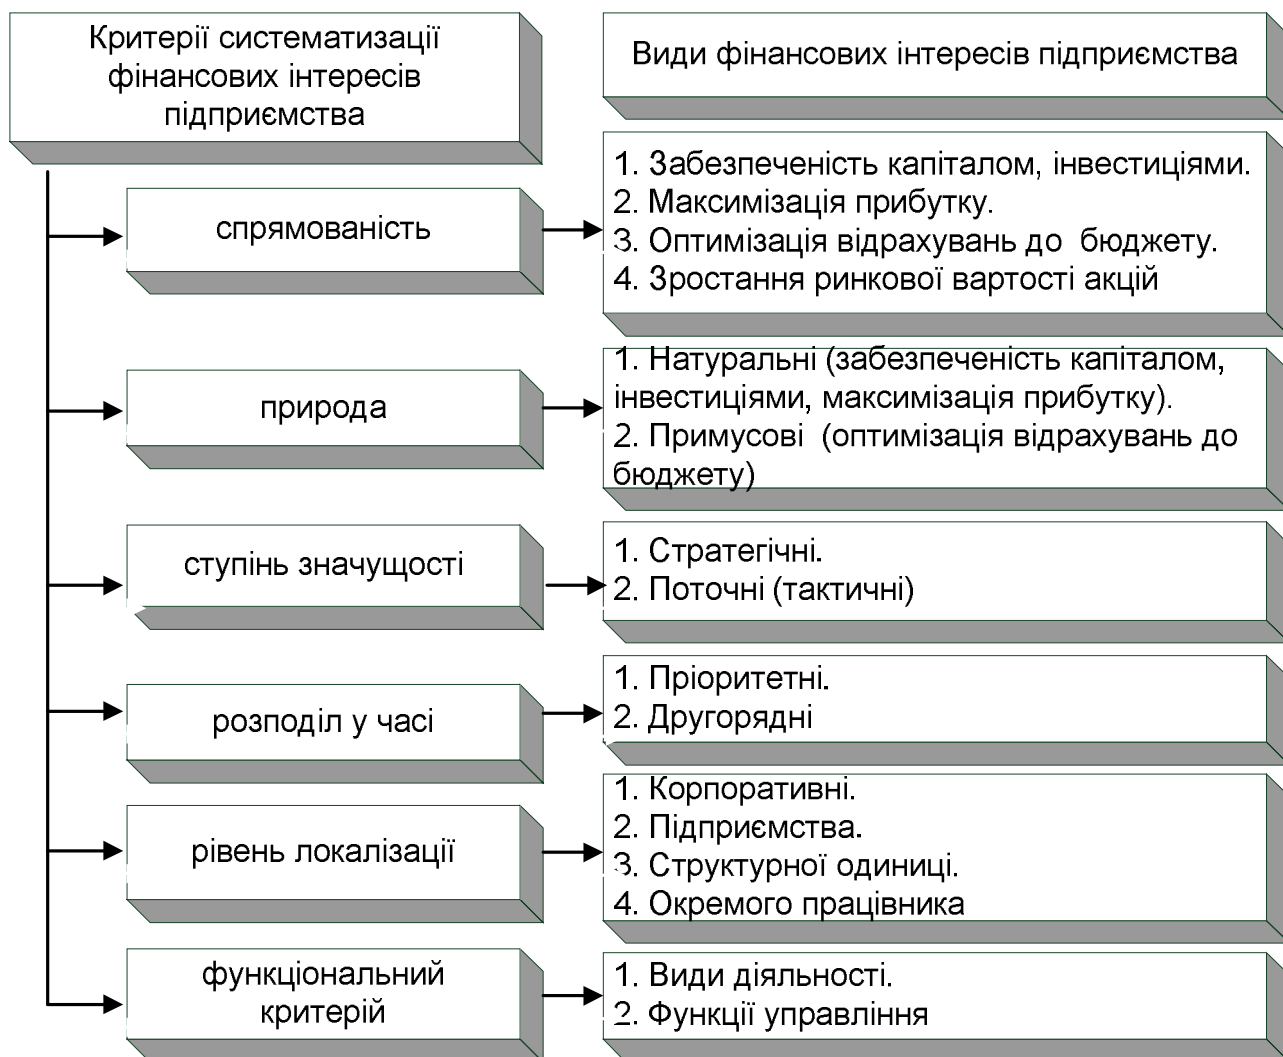 Критерії систематизації
фінансових інтересів
підприємства
Види фінансових інтересів підприємства
спрямованість
1. Забезпеченість капіталом, інвестиціями.
2. Максимізація прибутку.
3. Оптимізація відрахувань до бюджету.
4. Зростання ринкової вартості акцій
природа
1. Натуральні (забезпеченість капіталом,
інвестиціями, максимізація прибутку).
2. Примусові (оптимізація відрахувань до
бюджету)
ступінь значущості
1. Стратегічні.
2. Поточні (тактичні)
розподіл у часі
1. Пріоритетні.
2. Другорядні
рівень локалізації
1. Корпоративні.
2. Підприємства.
3. Структурної одиниці.
4. Окремого працівника
функціональний
критерій
1. Види діяльності.
2. Функції управління